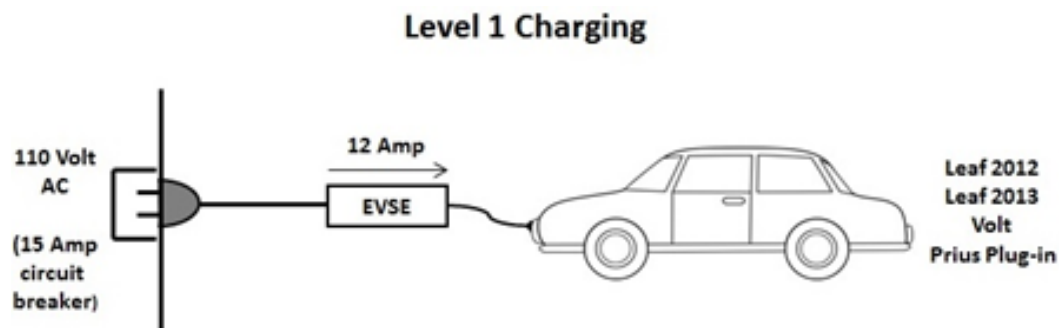 Level 1 Charging
110 Volt
AC
(15 Amp
circuit
breaker)
12 Amp
EVSE
Leaf 2012
Leaf 2013
Volt
Prius Plug-in